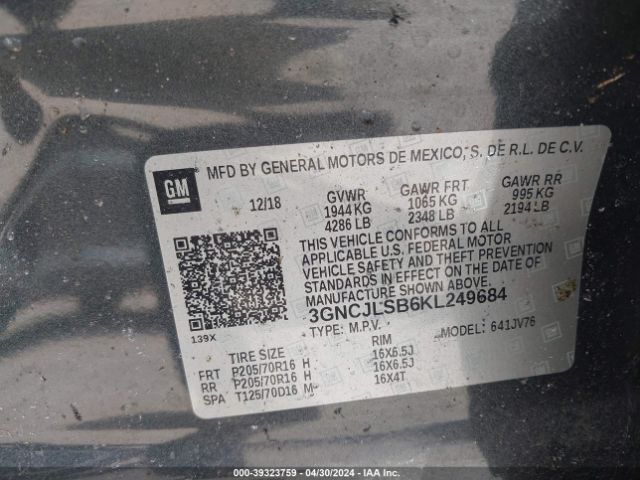 MFD BY GENERAL MOTORS DE MEXICO, S. DE R.L. DE C.V.
GM
12/18 GVWR GAWR FRT GAWR RR
1944 KG 1065 KG 995 KG
4286 LB 2348 LB 2194 LB
THIS VEHICLE CONFORMS TO ALL
APPLICABLE U.S. FEDERAL MOTOR
VEHICLE SAFETY AND THEFT PREVENTION
STANDARDS IN EFFECT ON THE DATE OF
MANUFACTURE SHOWN ABOVE.
3GNCJLSB6KL249684
139X
TYPE: M.P.V. MODEL: 641JV76
TIRE SIZE RIM
FRT P205/70R16 H 16X6.5J
RR P205/70R16 H 16X6.5J
SPA T125/70D16 M 16X4T
000-39323759 - 04/30/2024 - IAA Inc.